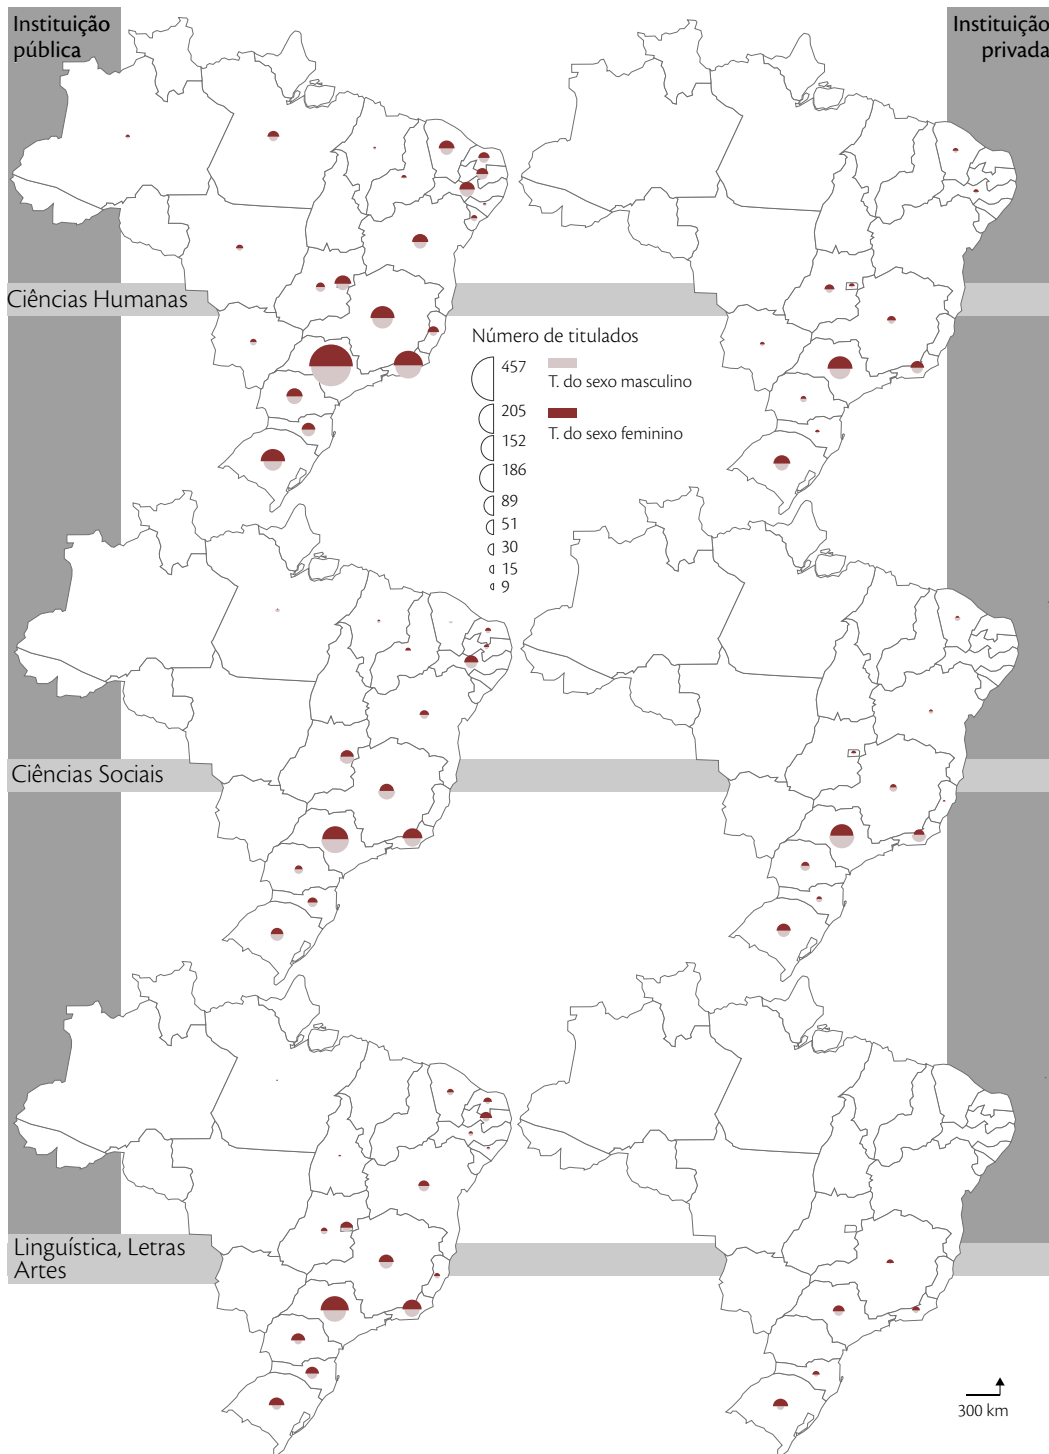 Instituição
pública
Instituição
privada
Ciências Humanas
Número de titulados
457
T. do sexo masculino
205
T. do sexo feminino
152
186
89
51
30
15
9
Ciências Sociais
Linguística, Letras
Artes
300 km